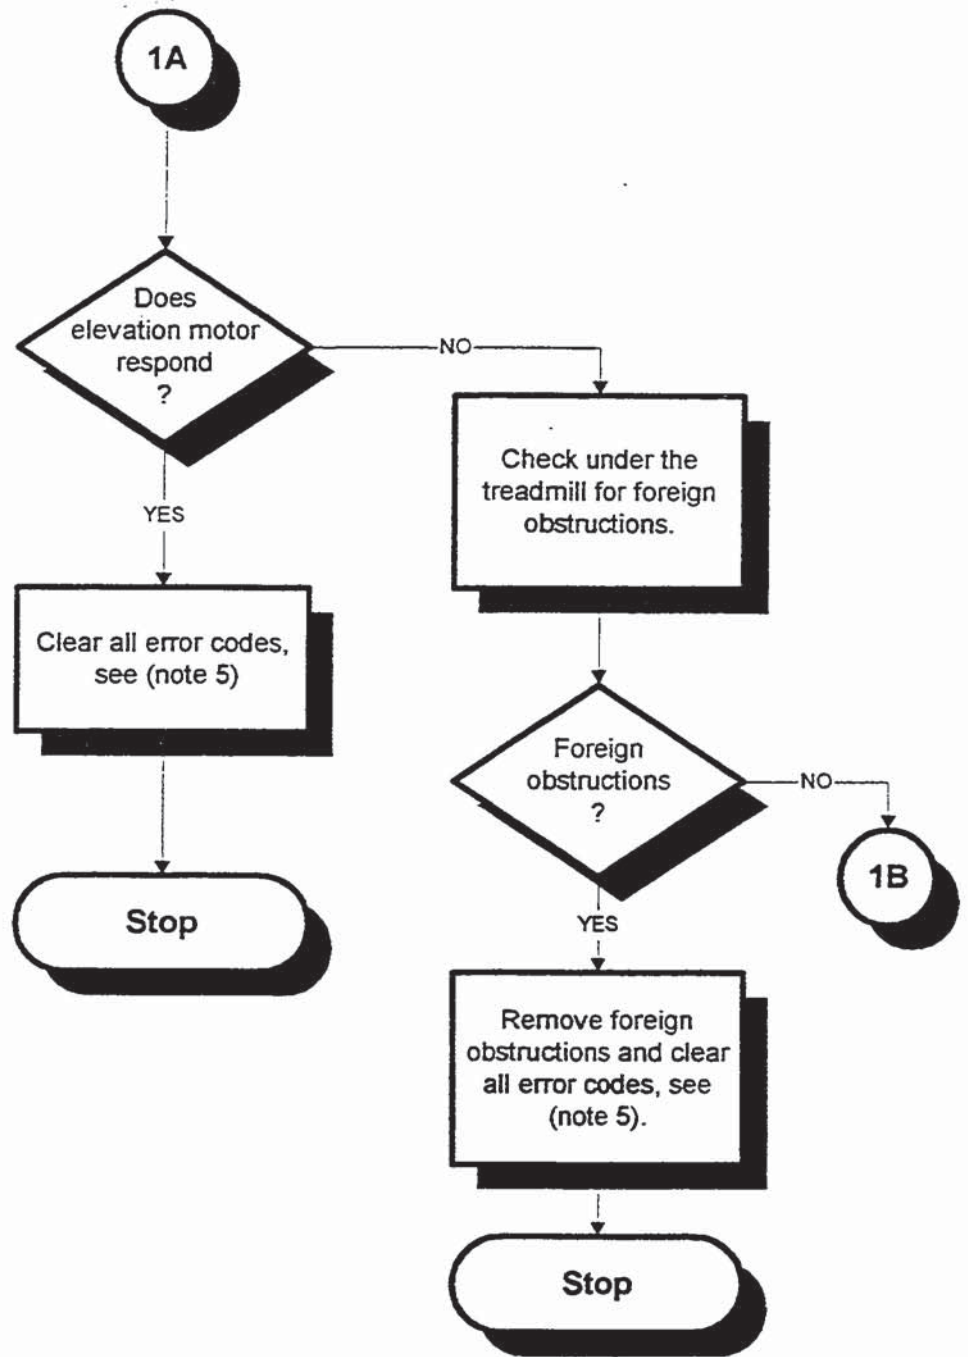 1A
Does
elevation motor
respond
?
NO
YES
Check under the
treadmill for foreign
obstructions.
Clear all error codes,
see (note 5)
Foreign
obstructions
?
NO
1B
Stop
YES
Remove foreign
obstructions and clear
all error codes, see
(note 5).
Stop